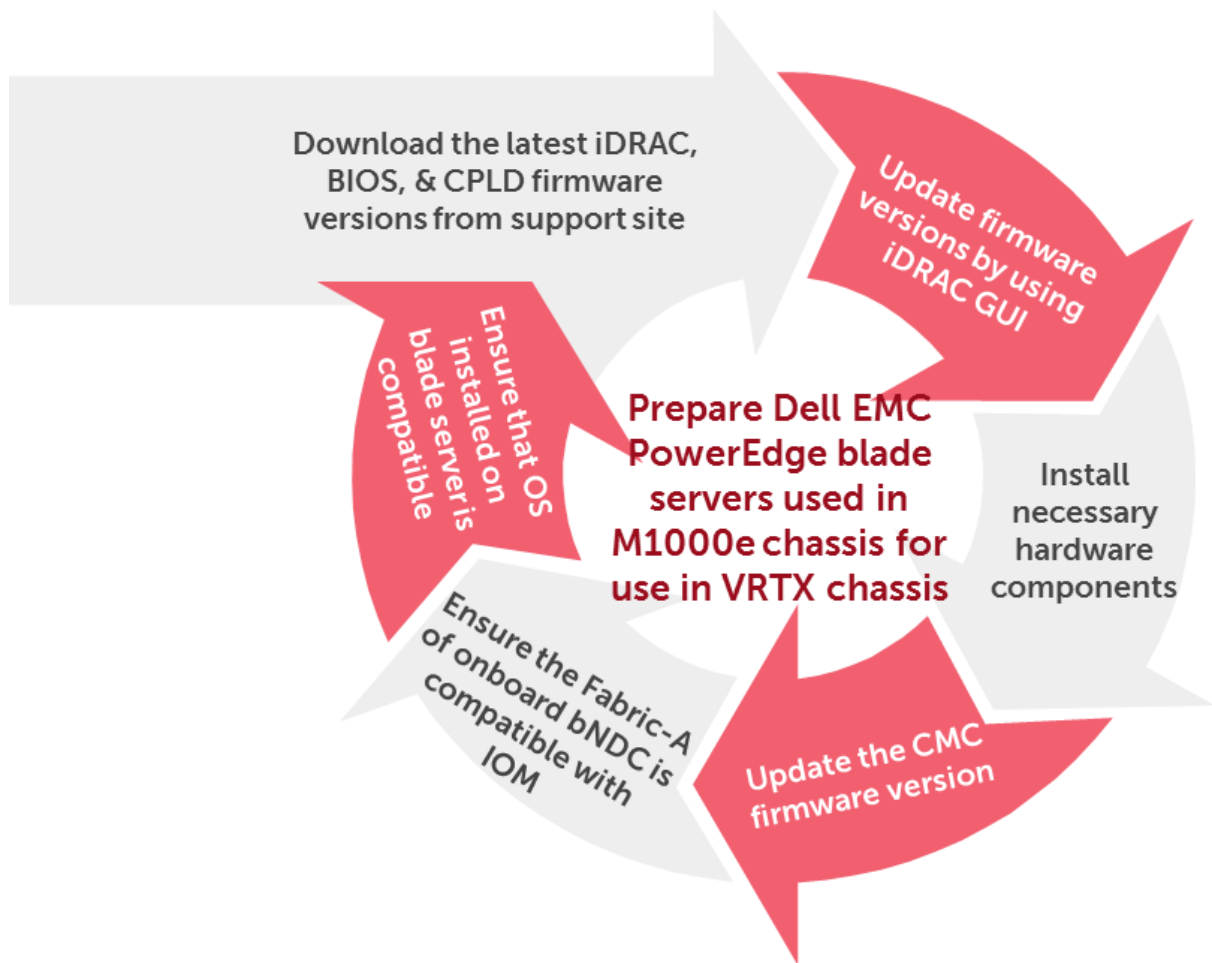 Download the latest iDRAC,
BIOS, & CPLD firmware
versions from support site
Update firmware
versions by using
iDRAC GUI
Install
necessary
hardware
components
Update the CMC
firmware version
Ensure the Fabric-A
of onboard bNDC is
compatible with
IOM
Ensure that OS
installed on
blade server is
compatible
Prepare Dell EMC
PowerEdge blade
servers used in
M1000e chassis for
use in VRTX chassis